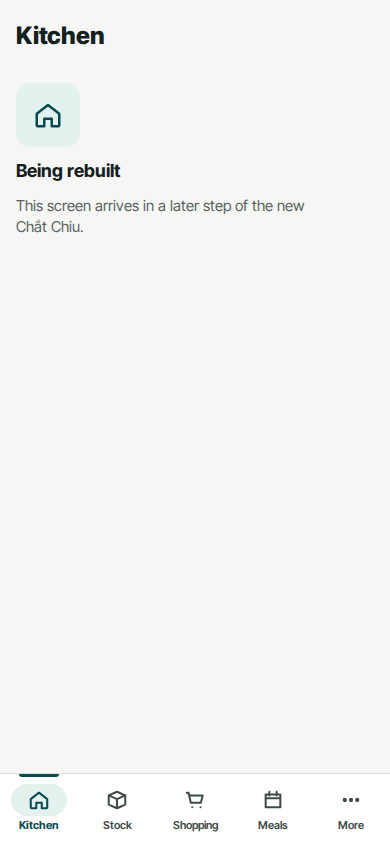 Kitchen
Being rebuilt
This screen arrives in a later step of the new
Chắt Chiu.
Kitchen
Stock
Shopping
Meals
More